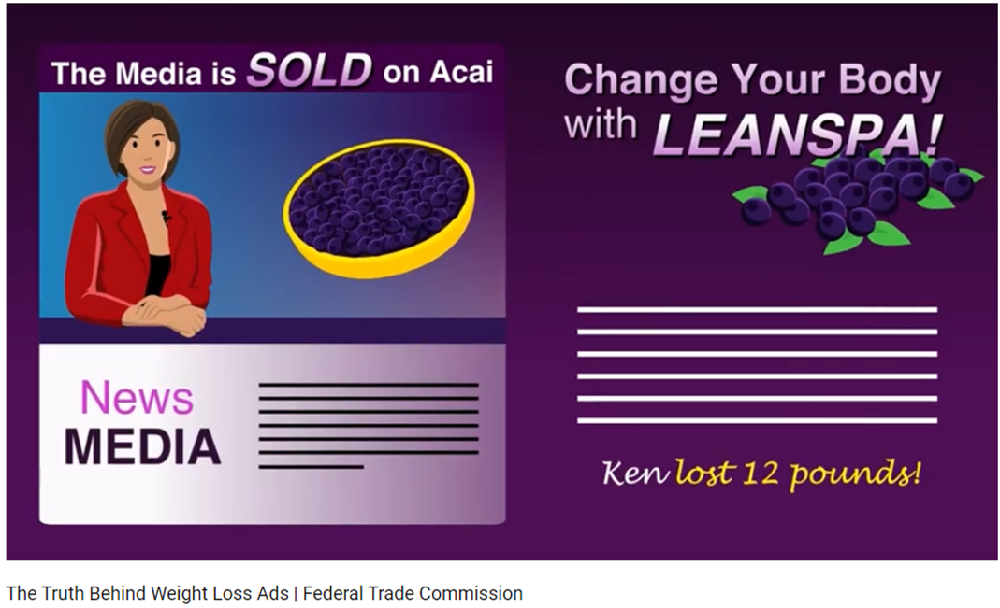 The Media is SOLD on Acai
News
MEDIA
Change Your Body
with LEANSPA!
Ken lost 12 pounds!
The Truth Behind Weight Loss Ads | Federal Trade Commission